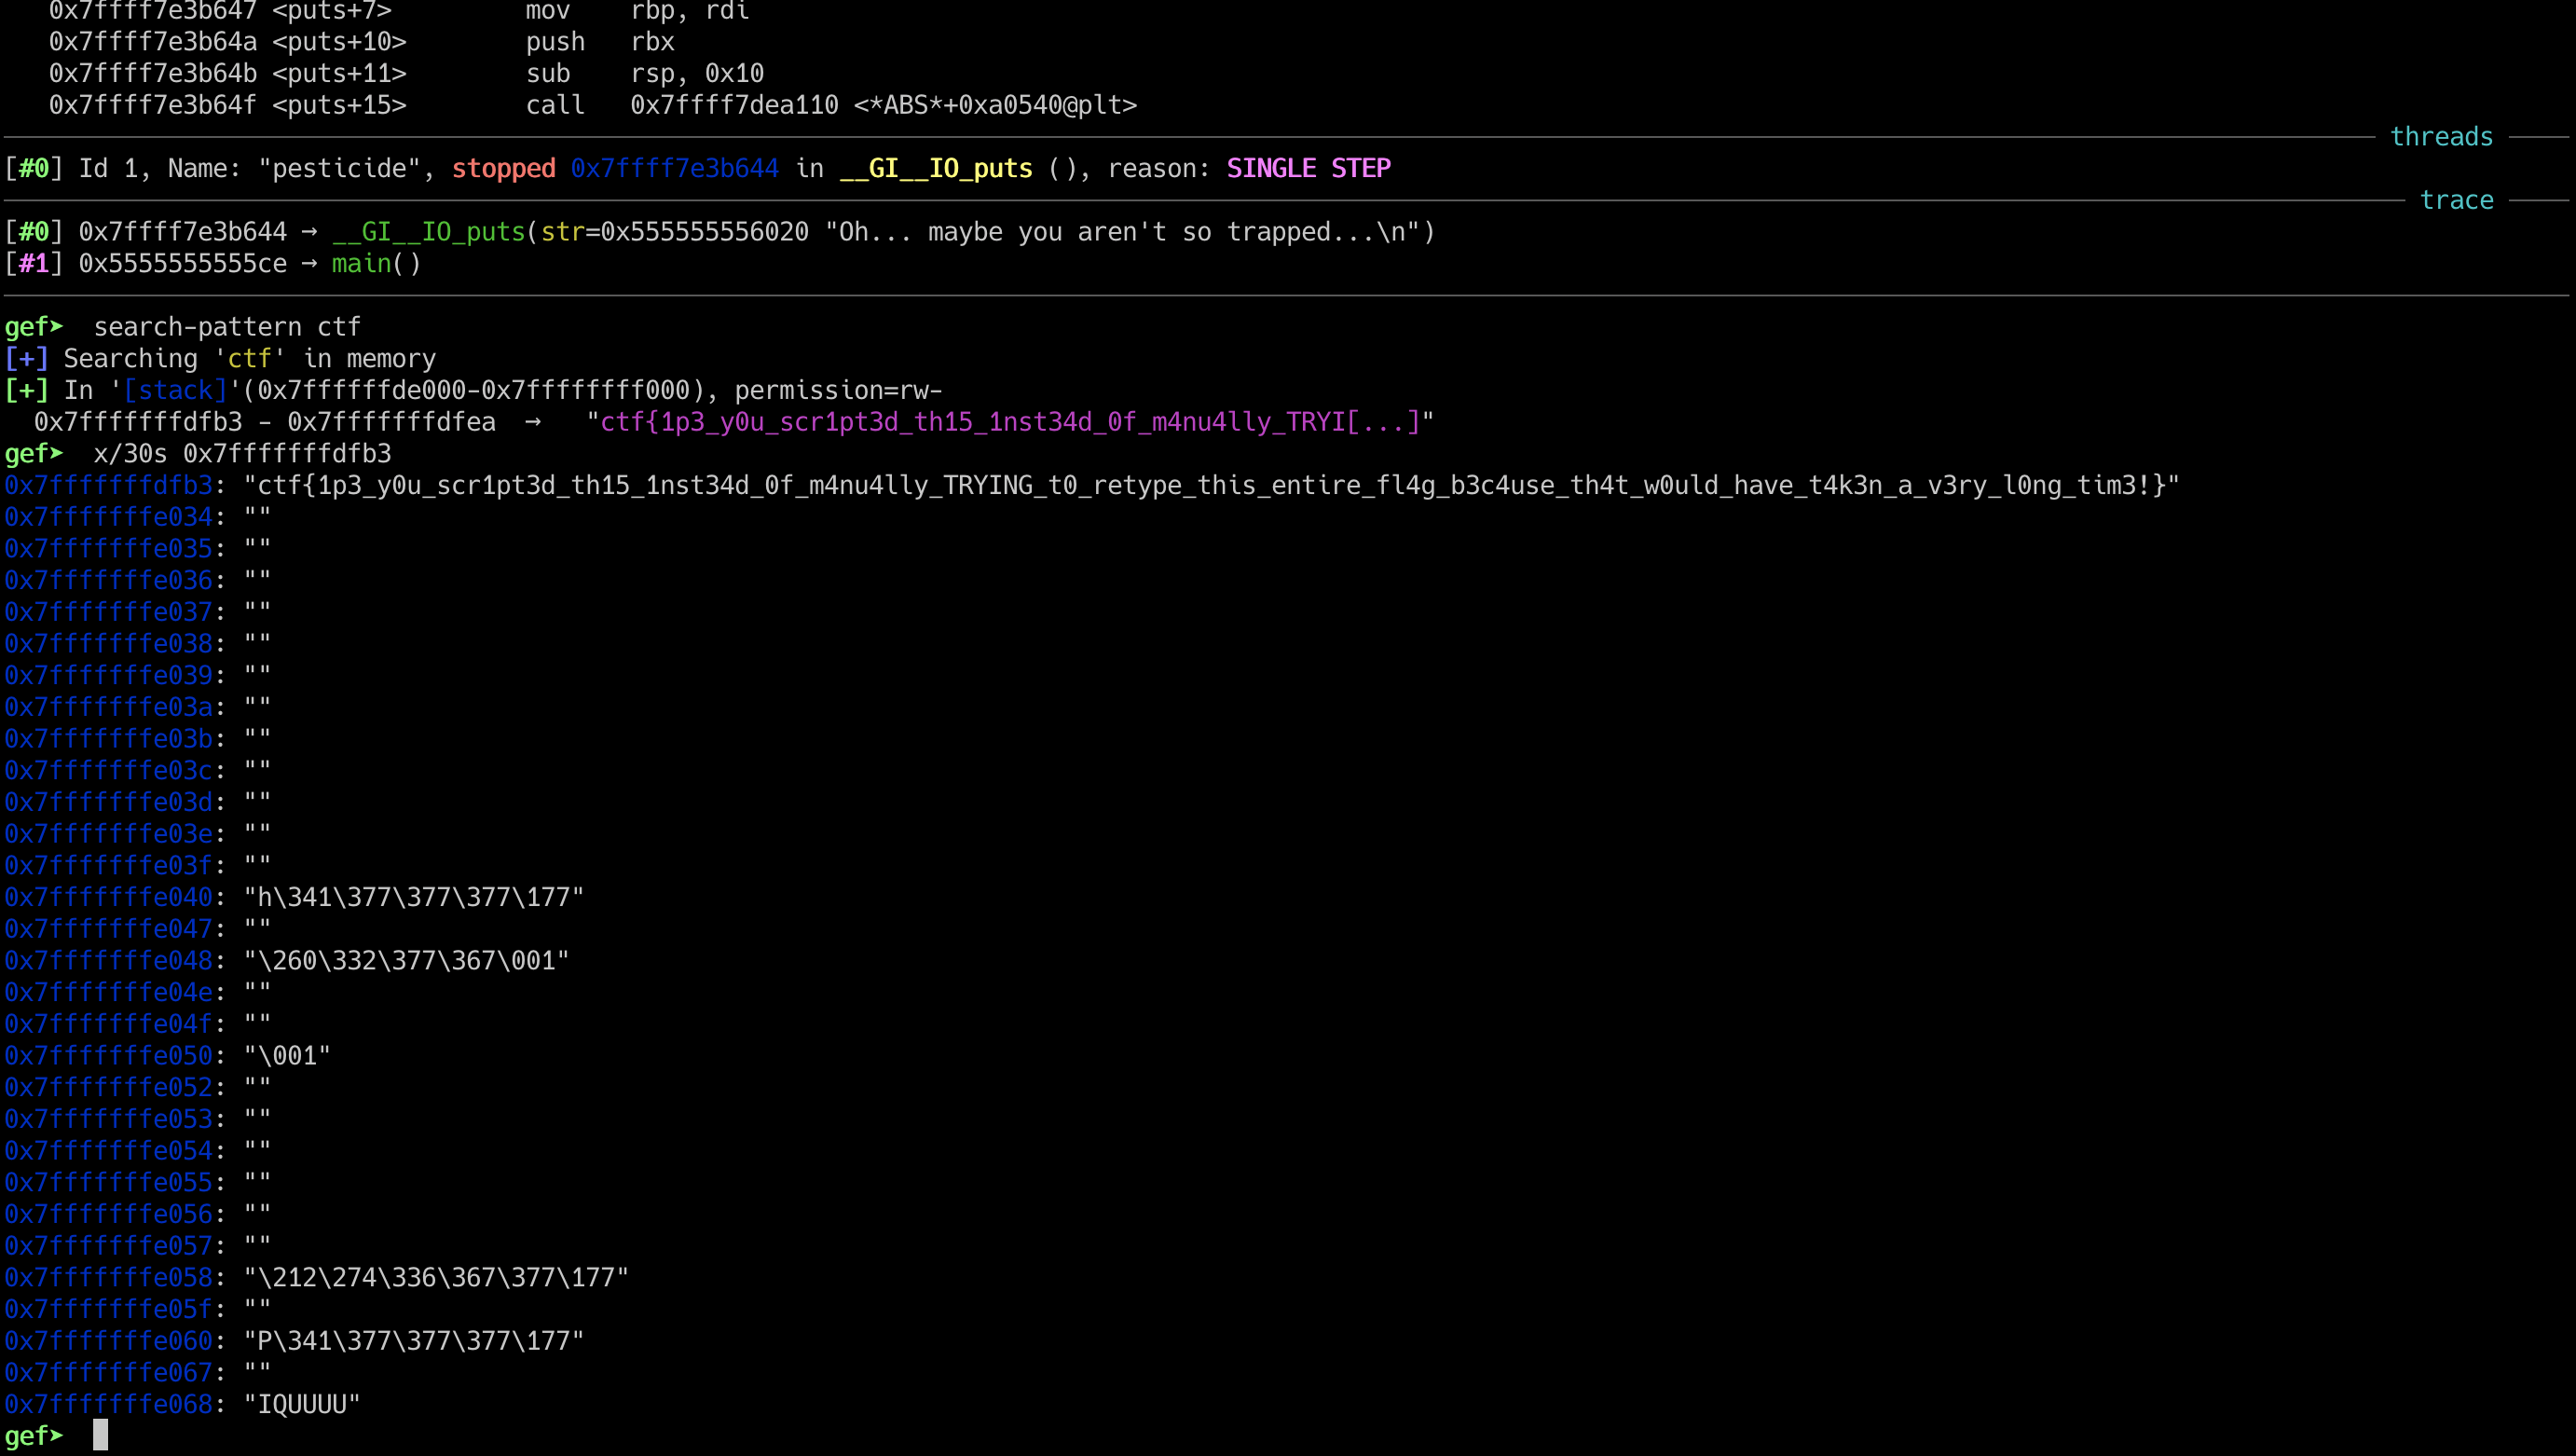 0x7ffff7e3b647 <puts+7> mov rbp, rdi
0x7ffff7e3b64a <puts+10> push rbx
0x7ffff7e3b64b <puts+11> sub rsp, 0x10
0x7ffff7e3b64f <puts+15> call 0x7ffff7dea110 <*ABS*+0xa0540@plt>
threads
[#0] Id 1, Name: "pesticide", stopped 0x7ffff7e3b644 in __GI__IO_puts (), reason: SINGLE STEP
trace
[#0] 0x7ffff7e3b644 → __GI__IO_puts(str=0x555555556020 "Oh... maybe you aren't so trapped...\n")
[#1] 0x5555555555ce → main()
gef➤ search-pattern ctf
[+] Searching 'ctf' in memory
[+] In '[stack]'(0x7ffffffde000-0x7ffffffff000), permission=rw-
0x7fffffffdfb3 - 0x7fffffffdfea → "ctf{1p3_y0u_scr1pt3d_th15_1nst34d_0f_m4nu4lly_TRYI[...]"
gef➤ x/30s 0x7fffffffdfb3
0x7fffffffdfb3: "ctf{1p3_y0u_scr1pt3d_th15_1nst34d_0f_m4nu4lly_TRYING_t0_retype_this_entire_fl4g_b3c4use_th4t_w0uld_have_t4k3n_a_v3ry_l0ng_tim3!}"
0x7fffffffe034: ""
0x7fffffffe035: ""
0x7fffffffe036: ""
0x7fffffffe037: ""
0x7fffffffe038: ""
0x7fffffffe039: ""
0x7fffffffe03a: ""
0x7fffffffe03b: ""
0x7fffffffe03c: ""
0x7fffffffe03d: ""
0x7fffffffe03e: ""
0x7fffffffe03f: ""
0x7fffffffe040: "h\341\377\377\377\177"
0x7fffffffe047: ""
0x7fffffffe048: "\260\332\377\367\001"
0x7fffffffe04e: ""
0x7fffffffe04f: ""
0x7fffffffe050: "\001"
0x7fffffffe052: ""
0x7fffffffe053: ""
0x7fffffffe054: ""
0x7fffffffe055: ""
0x7fffffffe056: ""
0x7fffffffe057: ""
0x7fffffffe058: "\212\274\336\367\377\177"
0x7fffffffe05f: ""
0x7fffffffe060: "P\341\377\377\377\177"
0x7fffffffe067: ""
0x7fffffffe068: "IQUUUU"
gef➤